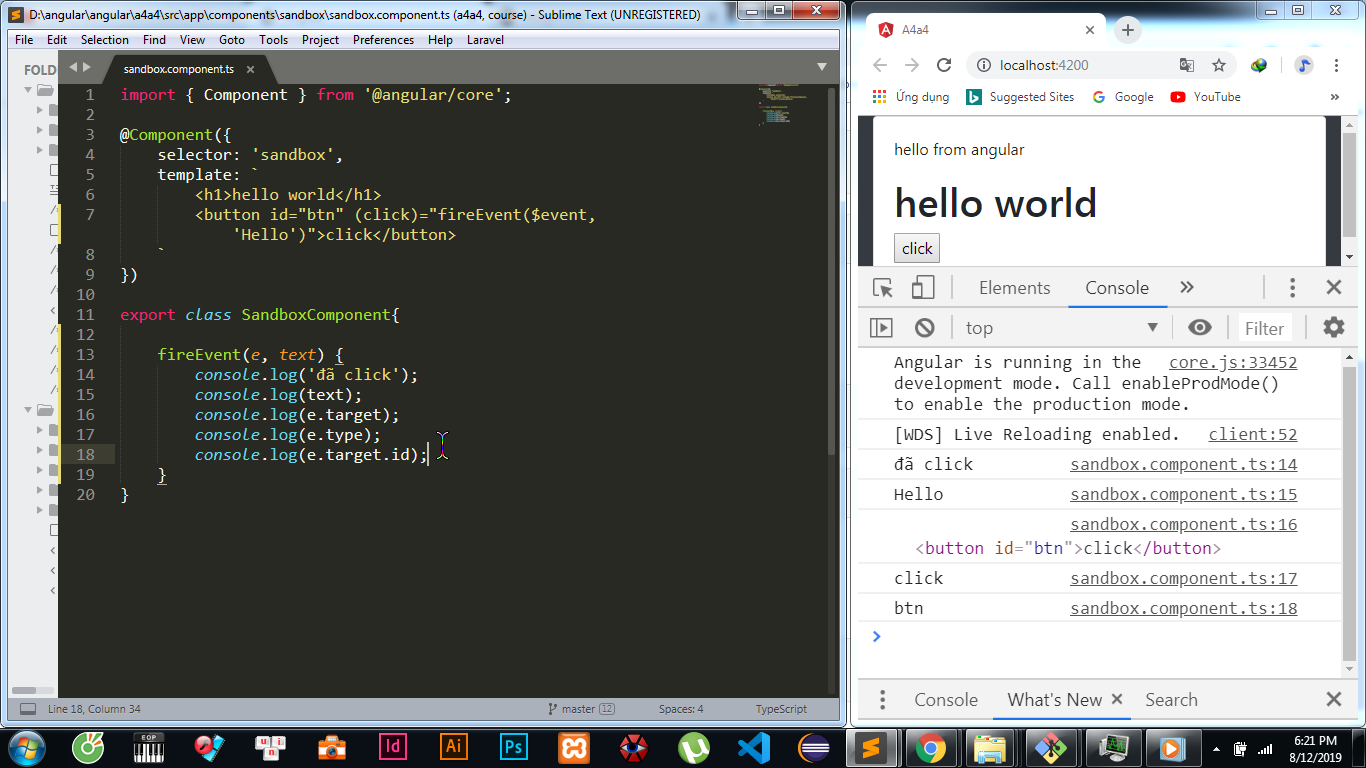 D:\angular\angular\a4a4\src\app\components\sandbox\sandbox.component.ts (a4a4, course) - Sublime Text (UNREGISTERED)
File Edit Selection Find View Goto Tools Project Preferences Help Laravel
FOLD
sandbox.component.ts
1 import { Component } from '@angular/core';
2
3 @Component({
4 selector: 'sandbox',
5 template: `
6 <h1>hello world</h1>
7 <button id="btn" (click)="fireEvent($event,
'Hello')">click</button>
8 `
9 })
10
11 export class SandboxComponent{
12
13 fireEvent(e, text) {
14 console.log('đã click');
15 console.log(text);
16 console.log(e.target);
17 console.log(e.type);
18 console.log(e.target.id);
19 }
20 }
Line 18, Column 34
master 12
Spaces: 4
TypeScript
A4a4
localhost:4200
Ứng dụng Suggested Sites Google YouTube »
hello from angular
hello world
click
Elements Console »
top Filter
Angular is running in the core.js:33452
development mode. Call enableProdMode()
to enable the production mode.
[WDS] Live Reloading enabled. client:52
đã click sandbox.component.ts:14
Hello sandbox.component.ts:15
sandbox.component.ts:16
<button id="btn">click</button>
click sandbox.component.ts:17
btn sandbox.component.ts:18
Console What's New Search
EOP
u n i
Id
Ai
Ps
6:21 PM
8/12/2019